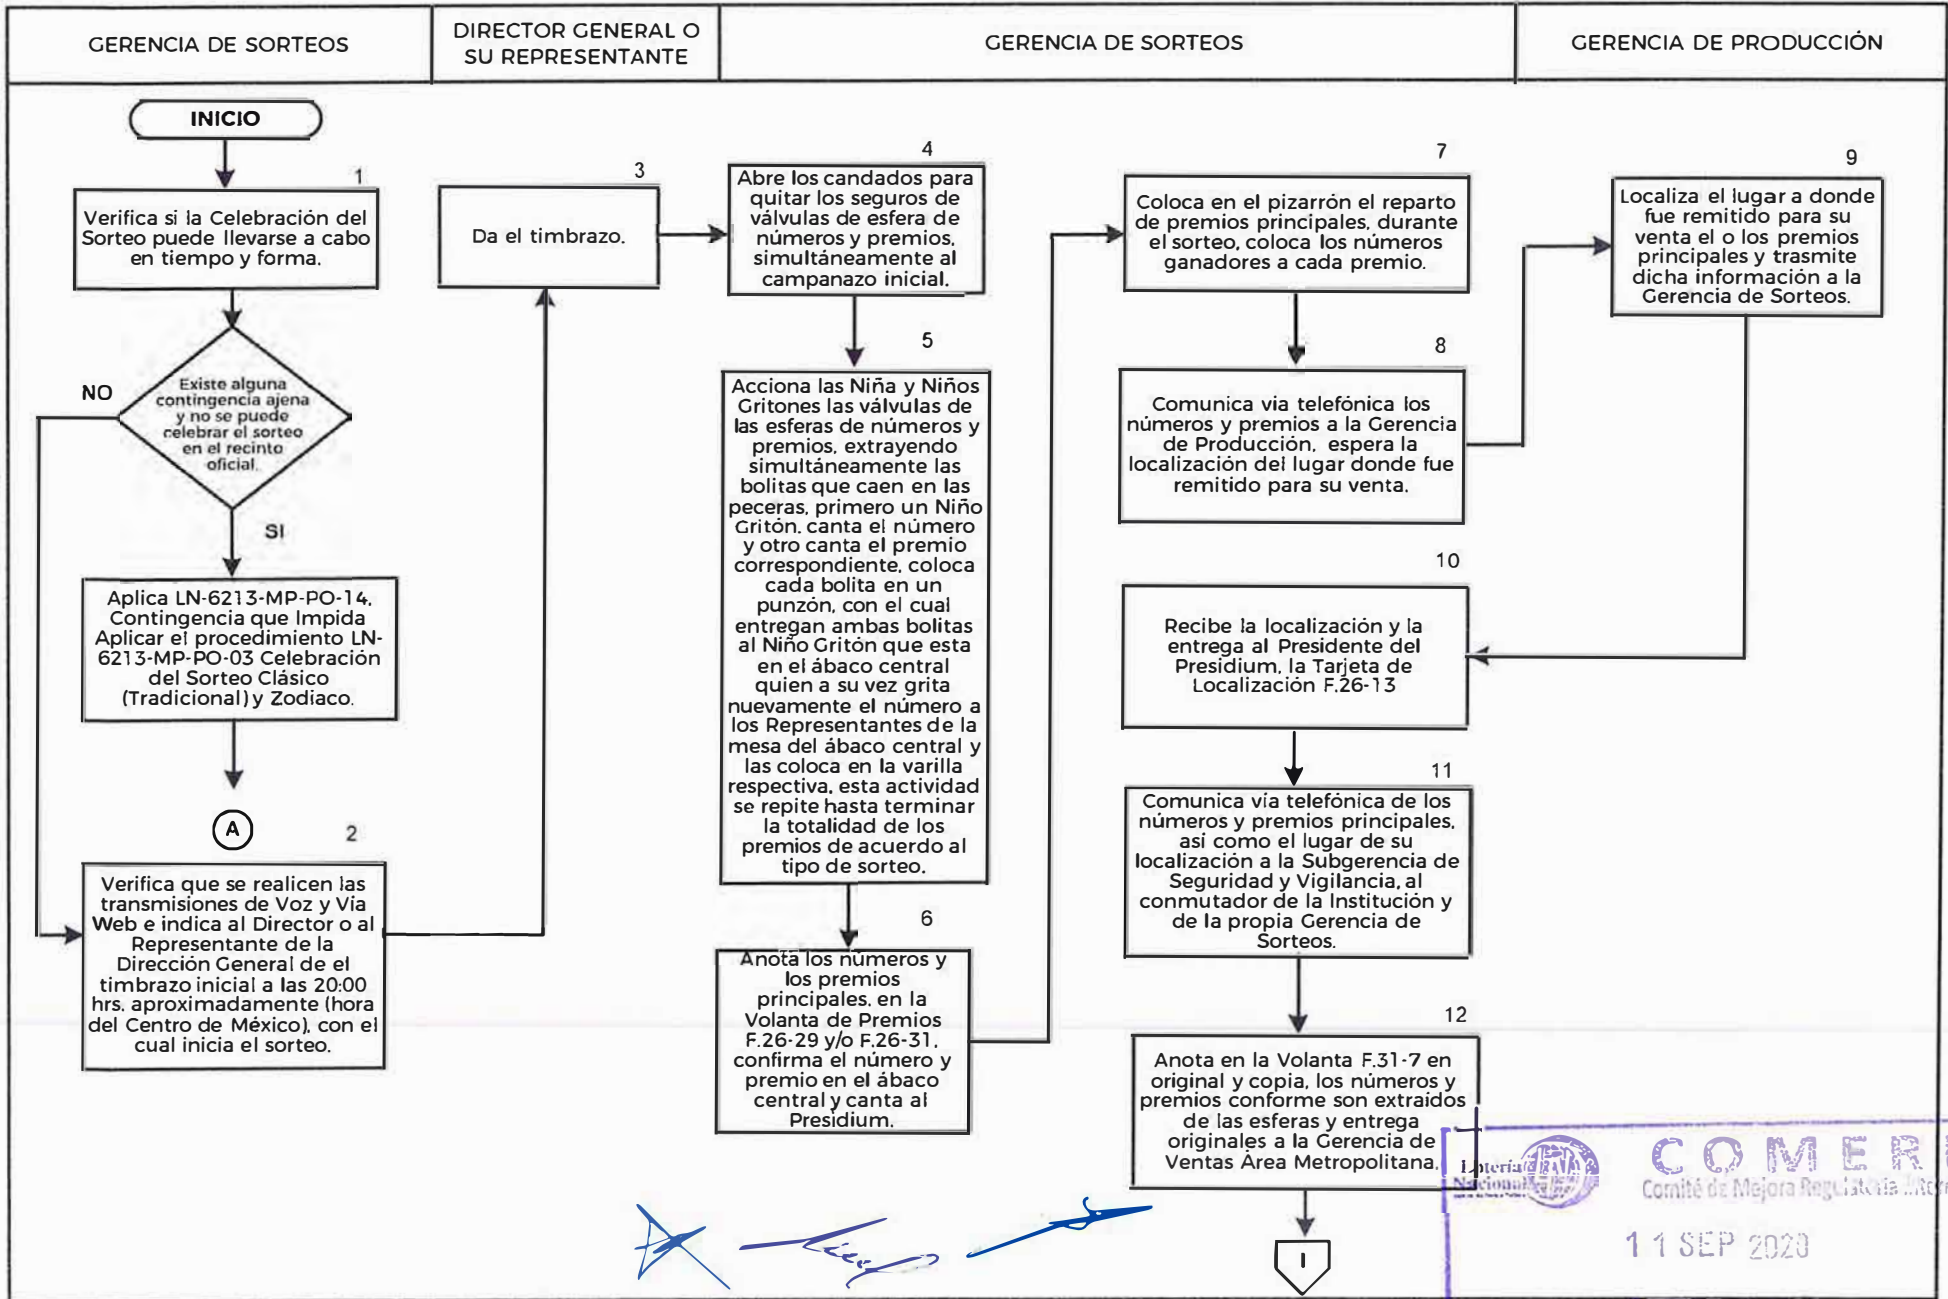 GERENCIA DE SORTEOS
DIRECTOR GENERAL O
SU REPRESENTANTE
GERENCIA DE SORTEOS
GERENCIA DE PRODUCCIÓN
INICIO
1
Verifica si la Celebración del
Sorteo puede llevarse a cabo
en tiempo y forma.
Existe alguna
contingencia ajena
y no se puede
celebrar el sorteo
en el recinto
oficial.
NO
SI
Aplica LN-6213-MP-PO-14,
Contingencia que Impida
Aplicar el procedimiento LN-
6213-MP-PO-03 Celebración
del Sorteo Clásico
(Tradicional) y Zodiaco.
A
2
Verifica que se realicen las
transmisiones de Voz y Vía
Web e indica al Director o al
Representante de la
Dirección General de el
timbrazo inicial a las 20:00
hrs. aproximadamente (hora
del Centro de México), con el
cual inicia el sorteo.
3
Da el timbrazo.
4
Abre los candados para
quitar los seguros de
válvulas de esfera de
números y premios,
simultáneamente al
campanazo inicial.
5
Acciona las Niña y Niños
Gritones las válvulas de
las esferas de números y
premios, extrayendo
simultáneamente las
bolitas que caen en las
peceras, primero un Niño
Gritón, canta el número
y otro canta el premio
correspondiente, coloca
cada bolita en un
punzón, con el cual
entregan ambas bolitas
al Niño Gritón que esta
en el ábaco central
quien a su vez grita
nuevamente el número a
los Representantes de la
mesa del ábaco central y
las coloca en la varilla
respectiva, esta actividad
se repite hasta terminar
la totalidad de los
premios de acuerdo al
tipo de sorteo.
6
Anota los números y
los premios
principales, en la
Volanta de Premios
F.26-29 y/o F.26-31,
confirma el número y
premio en el ábaco
central y canta al
Presidium.
7
Coloca en el pizarrón el reparto
de premios principales, durante
el sorteo, coloca los números
ganadores a cada premio.
8
Comunica via telefónica los
números y premios a la Gerencia
de Producción, espera la
localización del lugar donde fue
remitido para su venta.
9
Localiza el lugar a donde
fue remitido para su
venta el o los premios
principales y trasmite
dicha información a la
Gerencia de Sorteos.
10
Recibe la localización y la
entrega al Presidente del
Presidium, la Tarjeta de
Localización F.26-13
11
Comunica vía telefónica de los
números y premios principales,
así como el lugar de su
localización a la Subgerencia de
Seguridad y Vigilancia, al
conmutador de la Institución y
de la propia Gerencia de
Sorteos.
12
Anota en la Volanta F.31-7 en
original y copia, los números y
premios conforme son extraídos
de las esferas y entrega
originales a la Gerencia de
Ventas Área Metropolitana.
I
Lotería
Nacional
COMER
Comité de Mejora Regulatoria
11 SEP 2020